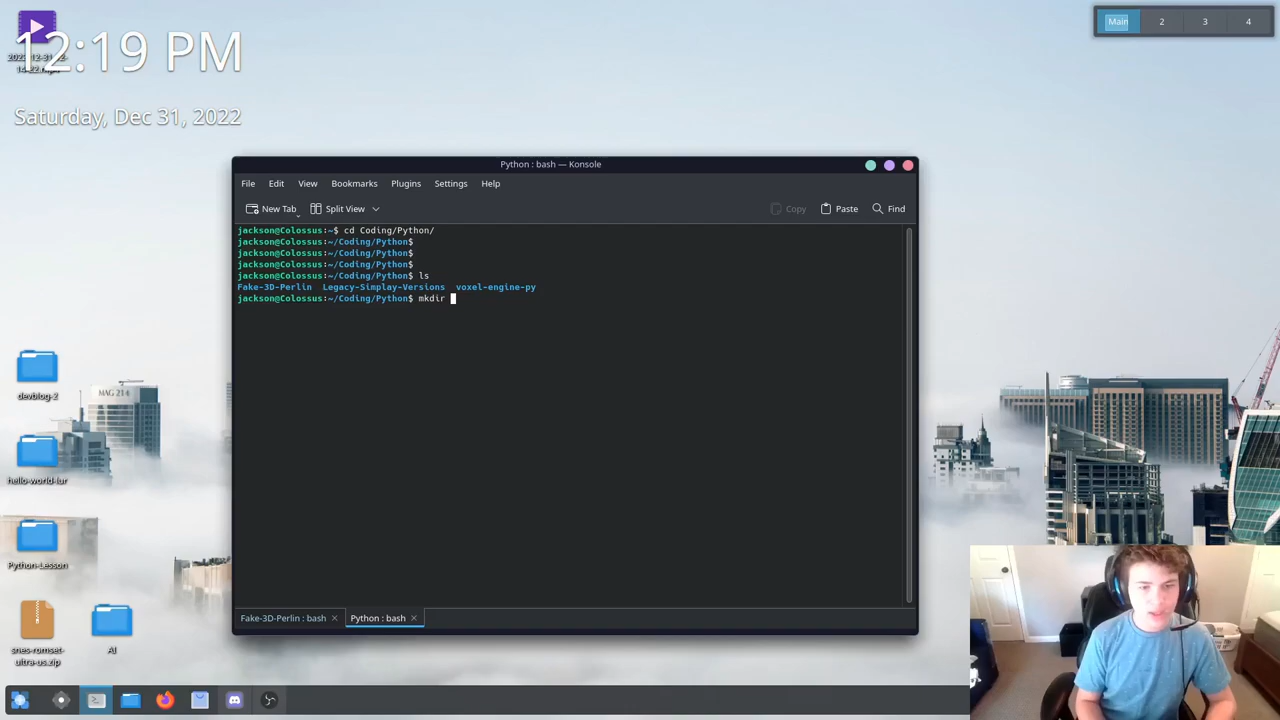 12:19 PM
Saturday, Dec 31, 2022
Main 2 3 4
Python : bash — Konsole
File Edit View Bookmarks Plugins Settings Help
New Tab Split View Copy Paste Find
jackson@Colossus:~$ cd Coding/Python/
jackson@Colossus:~/Coding/Python$
jackson@Colossus:~/Coding/Python$
jackson@Colossus:~/Coding/Python$
jackson@Colossus:~/Coding/Python$ ls
Fake-3D-Perlin Legacy-Simplay-Versions voxel-engine-py
jackson@Colossus:~/Coding/Python$ mkdir
Fake-3D-Perlin : bash Python : bash
MAG 214
devblog-2
hello-world-lur
Python-Lesson
snes-romset-
ultra-us.zip
AI